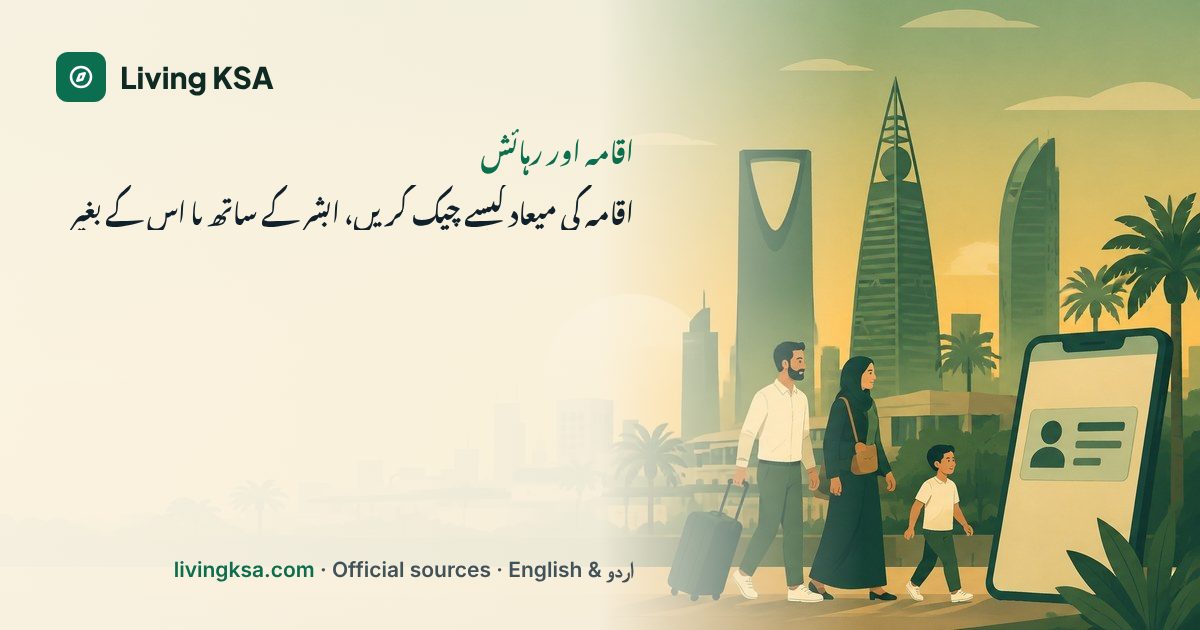 Living KSA
اقامہ اور رہائش
اقامہ کی میعاد کیسے چیک کریں، ابشر کے ساتھ یا اس کے بغیر
livingksa.com · Official sources · English & اردو